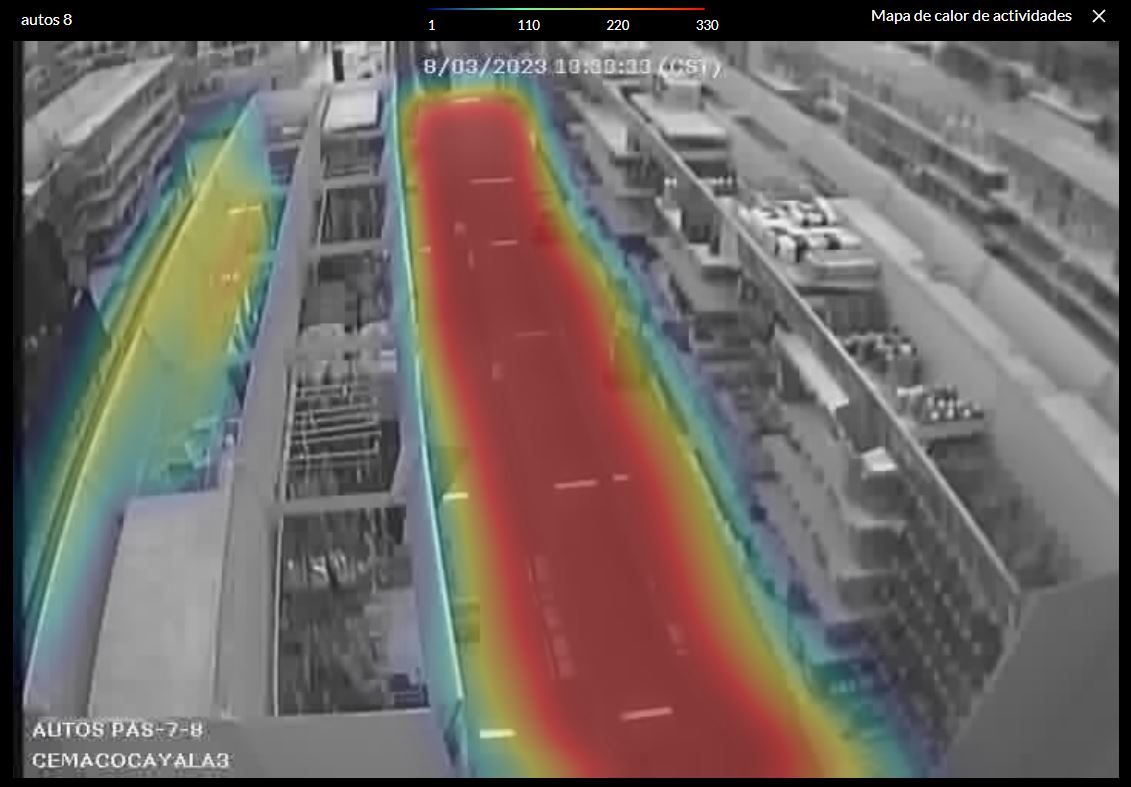 autos 8
1 110 220 330
Mapa de calor de actividades
8/03/2023 (CST)
AUTOS PAS-7-8
CEMACOCAYALA3